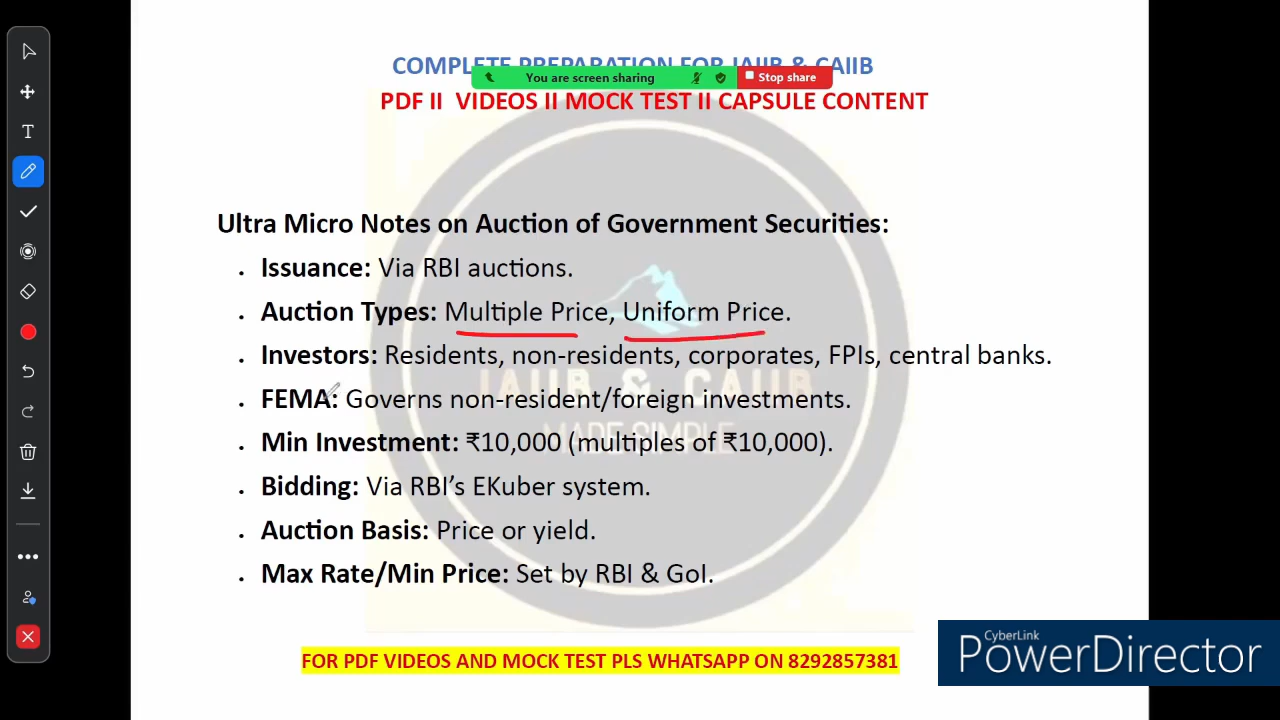 COMPLETE PREPARATION FOR JAIIB & CAIIB
You are screen sharing
Stop share
PDF II VIDEOS II MOCK TEST II CAPSULE CONTENT
T
Ultra Micro Notes on Auction of Government Securities:
• Issuance: Via RBI auctions.
• Auction Types: Multiple Price, Uniform Price.
• Investors: Residents, non-residents, corporates, FPIs, central banks.
• FEMA: Governs non-resident/foreign investments.
• Min Investment: ₹10,000 (multiples of ₹10,000).
• Bidding: Via RBI’s EKuber system.
• Auction Basis: Price or yield.
• Max Rate/Min Price: Set by RBI & GoI.
JAIIB & CAIIB
MADE SIMPLE
FOR PDF VIDEOS AND MOCK TEST PLS WHATSAPP ON 8292857381
CyberLink
PowerDirector